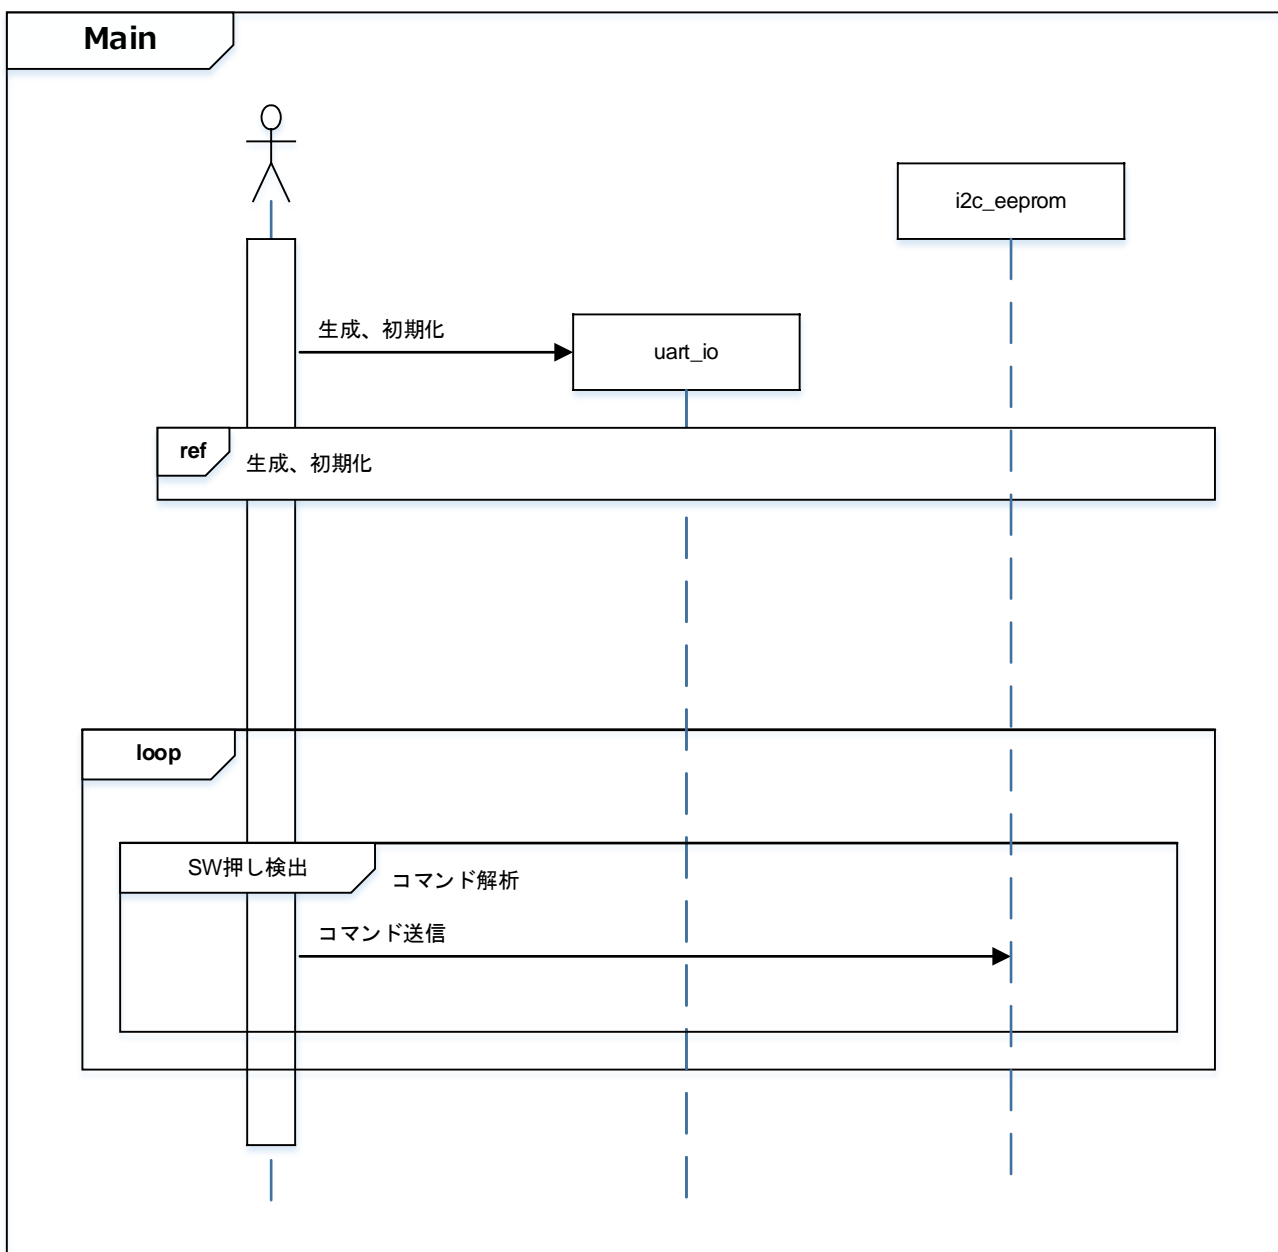 Main
i2c_eeprom
生成、初期化
uart_io
ref
生成、初期化
loop
SW押し検出
コマンド解析
コマンド送信